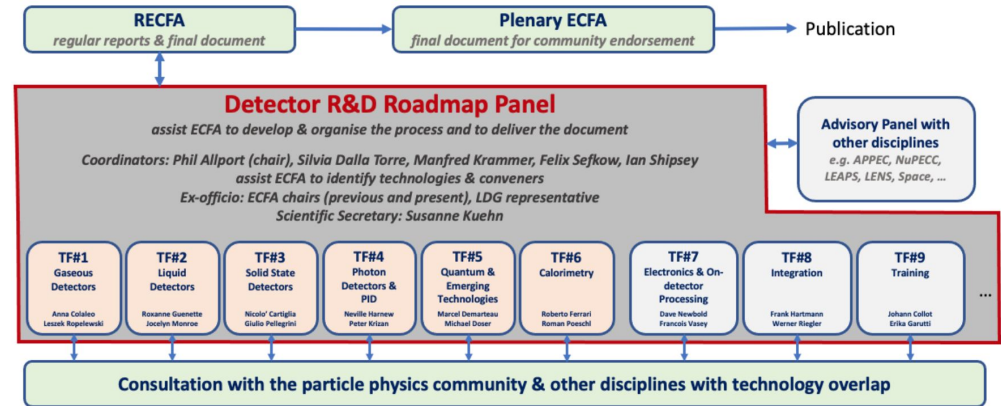 RECFA
regular reports & final document
Plenary ECFA
final document for community endorsement
Publication
Detector R&D Roadmap Panel
assist ECFA to develop & organise the process and to deliver the document
Coordinators: Phil Allport (chair), Silvia Dalla Torre, Manfred Krammer, Felix Sefkow, Ian Shipsey
assist ECFA to identify technologies & conveners
Ex-officio: ECFA chairs (previous and present), LDG representative
Scientific Secretary: Susanne Kuehn
Advisory Panel with
other disciplines
e.g. APPEC, NuPECC,
LEAPS, LENS, Space, ...
TF#1
Gaseous
Detectors
Anna Colaleo
Leszek Ropelewski
TF#2
Liquid
Detectors
Roxanne Guenette
Jocelyn Monroe
TF#3
Solid State
Detectors
Nicolo' Cartiglia
Giulio Pellegrini
TF#4
Photon
Detectors &
PID
Neville Harnew
Peter Krizan
TF#5
Quantum &
Emerging
Technologies
Marcel Demarteau
Michael Doser
TF#6
Calorimetry
Roberto Ferrari
Roman Poeschl
TF#7
Electronics & On-
detector
Processing
Dave Newbold
Francois Vasey
TF#8
Integration
Frank Hartmann
Werner Riegler
TF#9
Training
Johann Collot
Erika Garutti
...
Consultation with the particle physics community & other disciplines with technology overlap